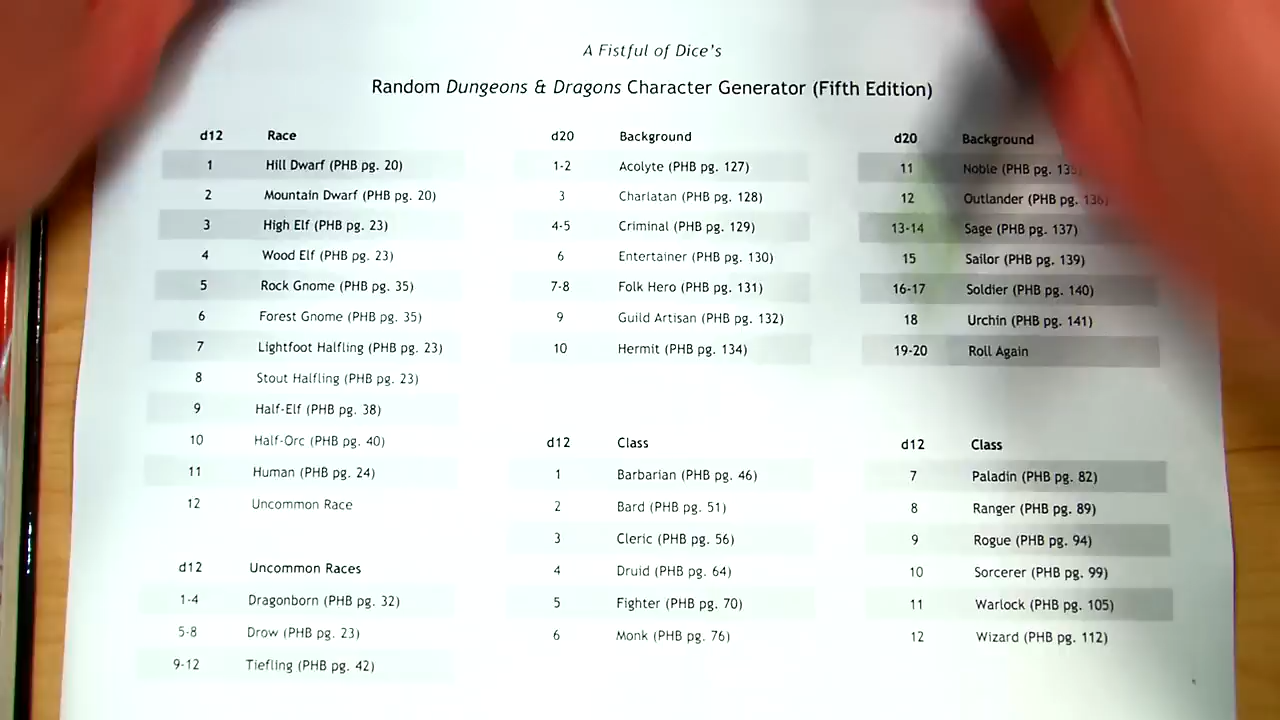 A Fistful of Dice's
Random Dungeons & Dragons Character Generator (Fifth Edition)
d12 Race
1 Hill Dwarf (PHB pg. 20)
2 Mountain Dwarf (PHB pg. 20)
3 High Elf (PHB pg. 23)
4 Wood Elf (PHB pg. 23)
5 Rock Gnome (PHB pg. 35)
6 Forest Gnome (PHB pg. 35)
7 Lightfoot Halfling (PHB pg. 23)
8 Stout Halfling (PHB pg. 23)
9 Half-Elf (PHB pg. 38)
10 Half-Orc (PHB pg. 40)
11 Human (PHB pg. 24)
12 Uncommon Race
d12 Uncommon Races
1-4 Dragonborn (PHB pg. 32)
5-8 Drow (PHB pg. 23)
9-12 Tiefling (PHB pg. 42)
d20 Background
1-2 Acolyte (PHB pg. 127)
3 Charlatan (PHB pg. 128)
4-5 Criminal (PHB pg. 129)
6 Entertainer (PHB pg. 130)
7-8 Folk Hero (PHB pg. 131)
9 Guild Artisan (PHB pg. 132)
10 Hermit (PHB pg. 134)
d20 Background
11 Noble (PHB pg. 135)
12 Outlander (PHB pg. 136)
13-14 Sage (PHB pg. 137)
15 Sailor (PHB pg. 139)
16-17 Soldier (PHB pg. 140)
18 Urchin (PHB pg. 141)
19-20 Roll Again
d12 Class
1 Barbarian (PHB pg. 46)
2 Bard (PHB pg. 51)
3 Cleric (PHB pg. 56)
4 Druid (PHB pg. 64)
5 Fighter (PHB pg. 70)
6 Monk (PHB pg. 76)
d12 Class
7 Paladin (PHB pg. 82)
8 Ranger (PHB pg. 89)
9 Rogue (PHB pg. 94)
10 Sorcerer (PHB pg. 99)
11 Warlock (PHB pg. 105)
12 Wizard (PHB pg. 112)